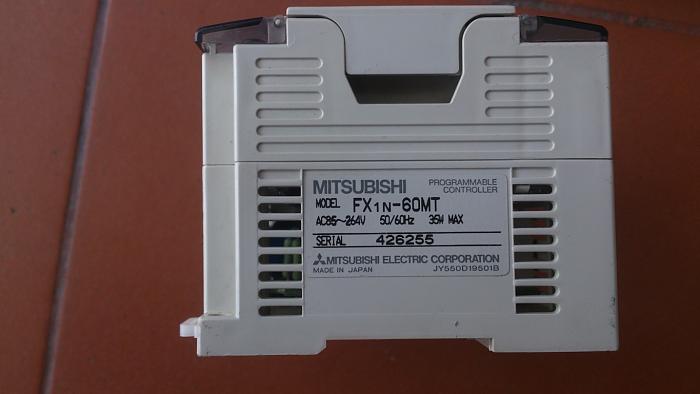 MITSUBISHI
PROGRAMMABLE
CONTROLLER
MODEL FX1N-60MT
AC85~264V 50/60Hz 35W MAX
SERIAL 426255
MITSUBISHI ELECTRIC CORPORATION
MADE IN JAPAN JY550D19501B